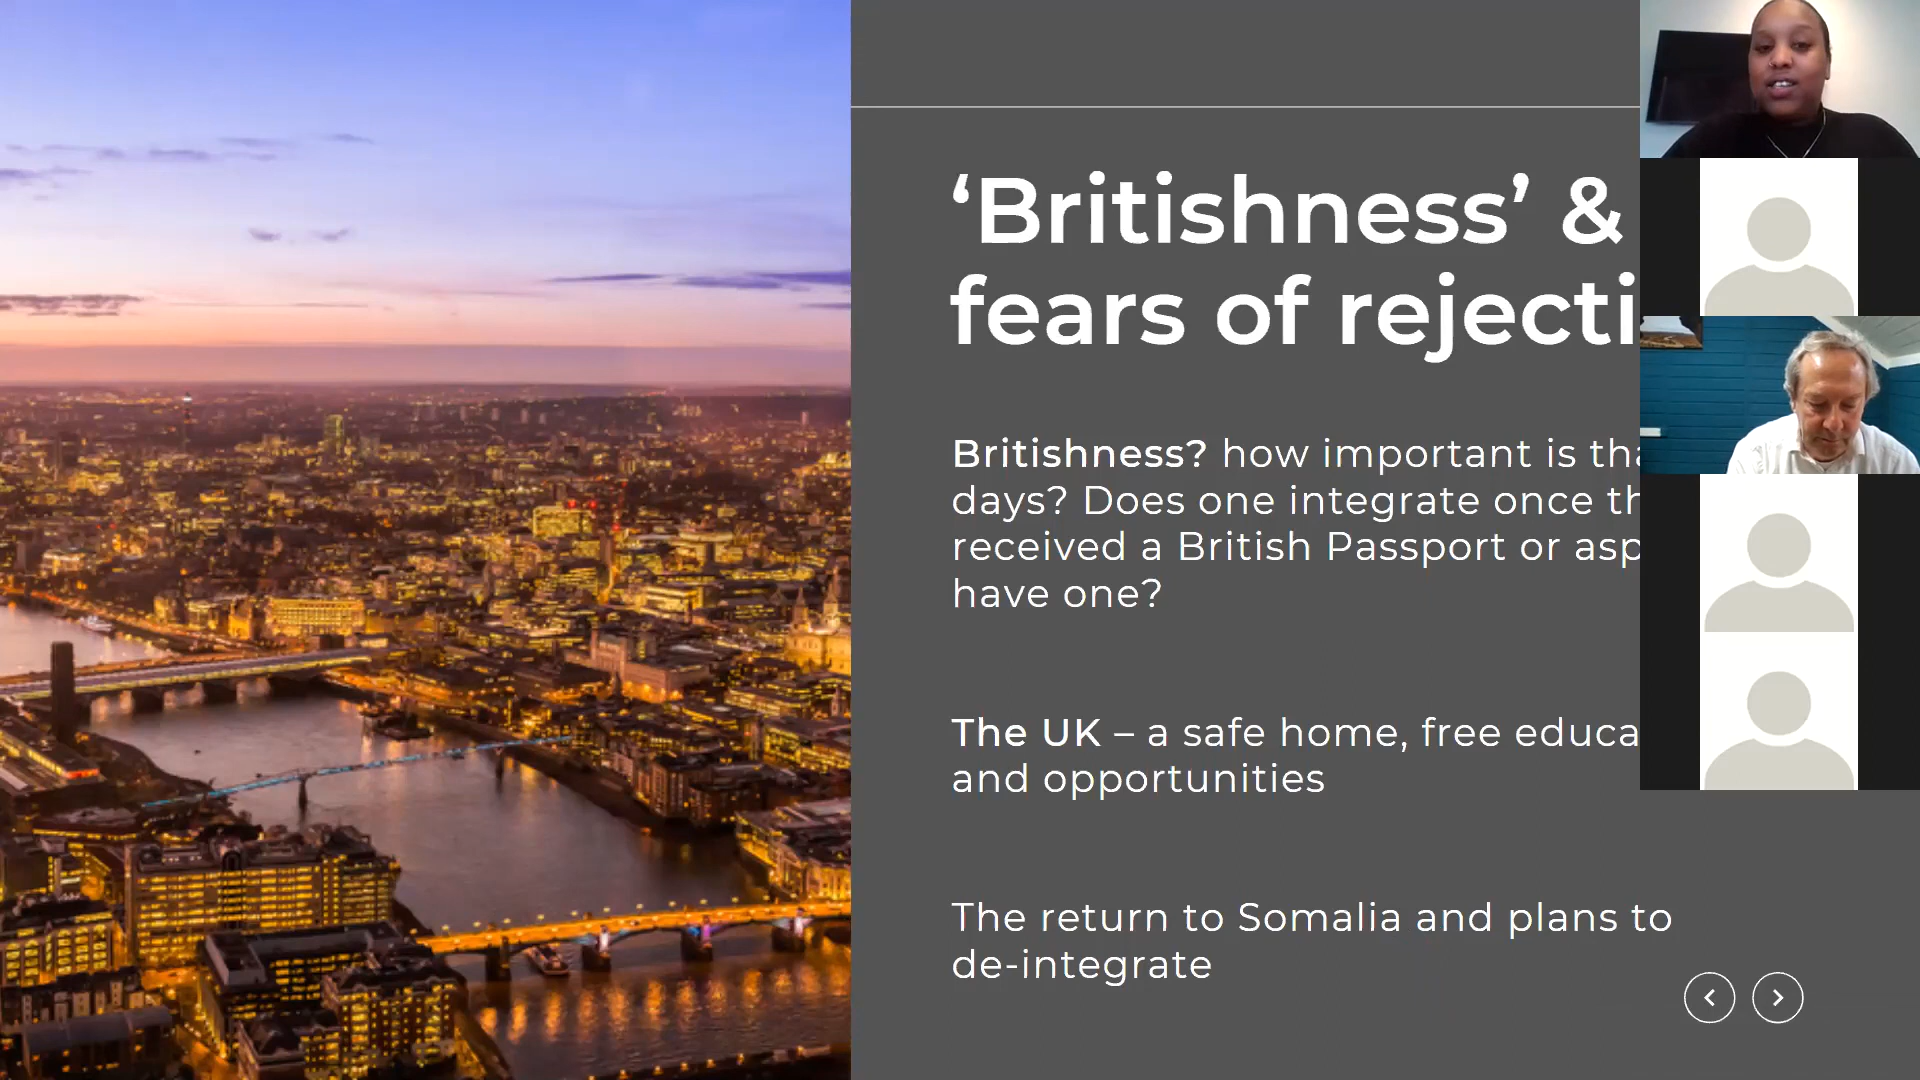 ‘Britishness’ &
fears of rejecti
Britishness? how important is tha
days? Does one integrate once th
received a British Passport or asp
have one?
The UK – a safe home, free educa
and opportunities
The return to Somalia and plans to
de-integrate